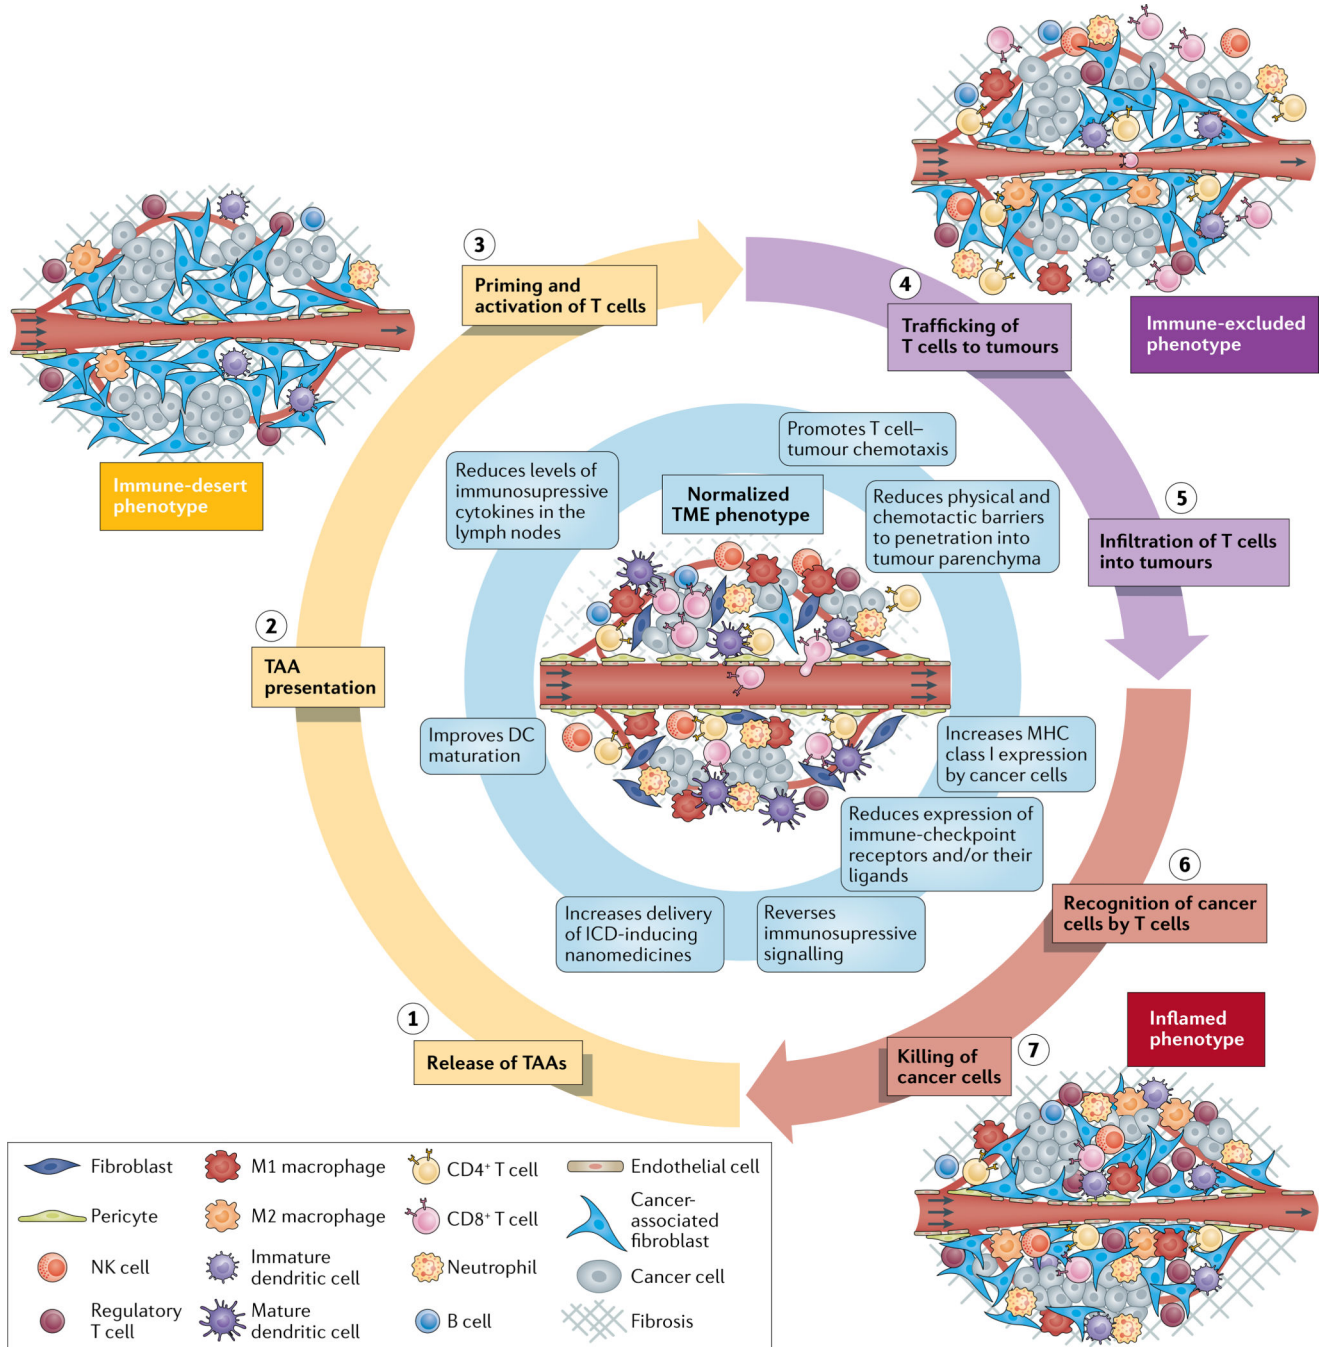 3
Priming and
activation of T cells
4
Trafficking of
T cells to tumours
Immune-excluded
phenotype
Immune-desert
phenotype
Promotes T cell–
tumour chemotaxis
Reduces levels of
immunosupressive
cytokines in the
lymph nodes
Normalized
TME phenotype
Reduces physical and
chemotactic barriers
to penetration into
tumour parenchyma
5
Infiltration of T cells
into tumours
2
TAA
presentation
Improves DC
maturation
Increases MHC
class I expression
by cancer cells
Reduces expression of
immune-checkpoint
receptors and/or their
ligands
6
Recognition of cancer
cells by T cells
Increases delivery
of ICD-inducing
nanomedicines
Reverses
immunosupressive
signalling
1
Release of TAAs
Killing of
cancer cells
7
Inflamed
phenotype
Fibroblast
M1 macrophage
CD4⁺ T cell
Endothelial cell
Pericyte
M2 macrophage
CD8⁺ T cell
Cancer-
associated
fibroblast
NK cell
Immature
dendritic cell
Neutrophil
Cancer cell
Regulatory
T cell
Mature
dendritic cell
B cell
Fibrosis